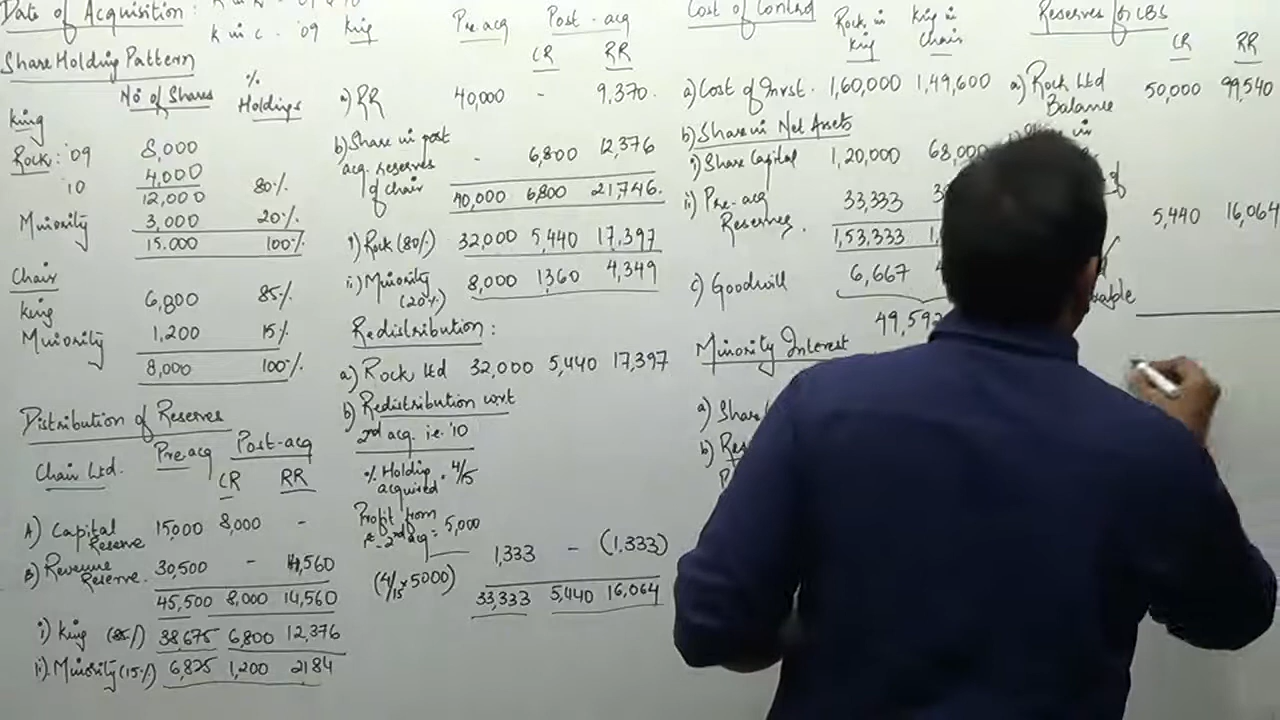 Date of Acquisition :
K in C - '09
Share Holding Pattern
No of Shares % Holdings
King
Rock : '09 8,000
'10 4,000
12,000 80%
Minority 3,000 20%
15.000 100%
Chair
King 6,800 85%
Minority 1,200 15%
8,000 100%
Distribution of Reserves
Chair Ltd. Pre acq Post-acq
CR RR
A) Capital Reserve 15,000 8,000 -
B) Revenue Reserve. 30,500 - 14,560
45,500 8,000 14,560
i) King (85%) 38,675 6,800 12,376
ii) Minority (15%) 6,825 1,200 2184
King Pre-acq Post-acq
CR RR
a) RR 40,000 - 9,370.
b) Share in post
acq. reserves
of chair - 6,800 12,376
40,000 6,800 21,746.
i) Rock (80%) 32,000 5,440 17,397
ii) Minority (20%) 8,000 1360 4,349
Redistribution :
a) Rock Ltd 32,000 5,440 17,397
b) Redistribution wrt
2nd acq. i.e. '10
% Holding
acquired = 4/15
Profit from
1st - 2nd acq = 5,000
(4/15 × 5000) 1,333 - (1,333)
33,333 5,440 16,064
Cost of Control Rock in King King in Chair
a) Cost of Invst. 1,60,000 1,49,600
b) Share in Net Assets
i) Share Capital 1,20,000 68,000
ii) Pre-acq
Reserves. 33,333
1,53,333
c) Goodwill 6,667
49,592
Minority Interest
a) Share
b)
Reserves for CBS
CR RR
a) Rock Ltd
Balance 50,000 99,540
in
of
5,440 16,064